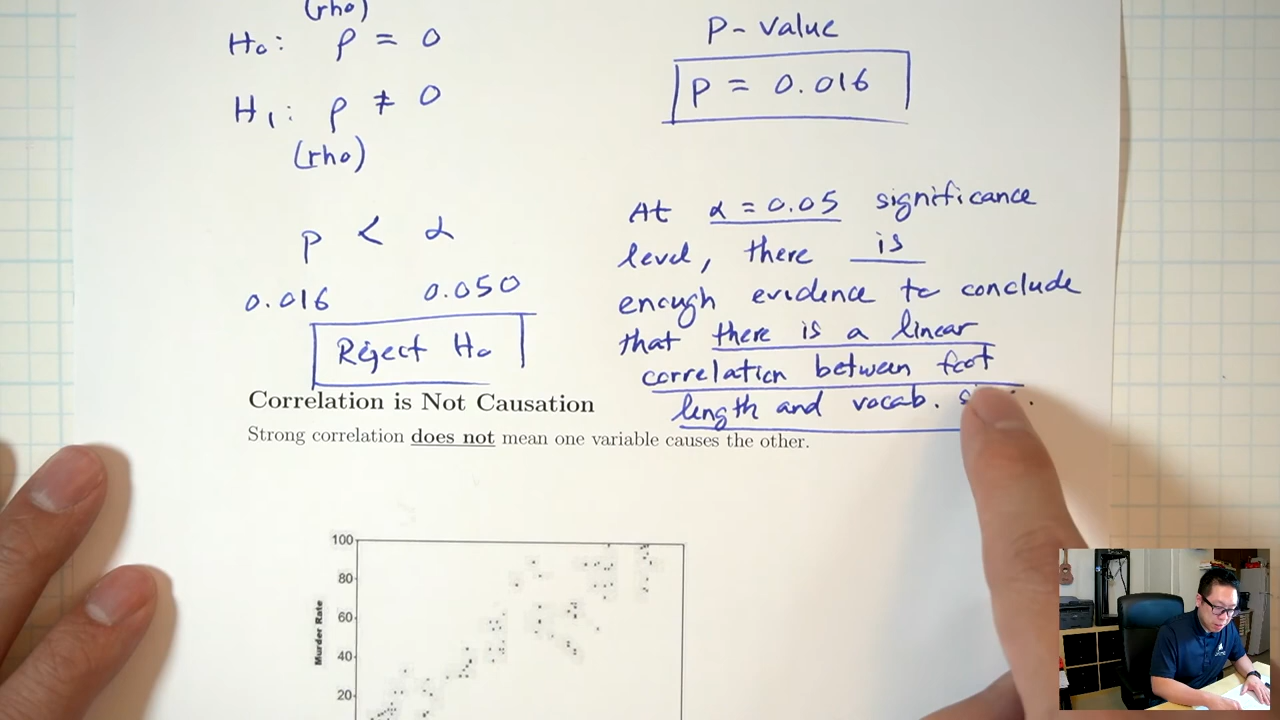 (rho)
H₀: ρ = 0
H₁: ρ ≠ 0
(rho)
p < α
0.016 0.050
Reject H₀
P-value
p = 0.016
At α = 0.05 significance
level, there is
enough evidence to conclude
that there is a linear
correlation between foot
length and vocab.
Correlation is Not Causation
Strong correlation does not mean one variable causes the other.
100
80
60
40
20
Murder Rate